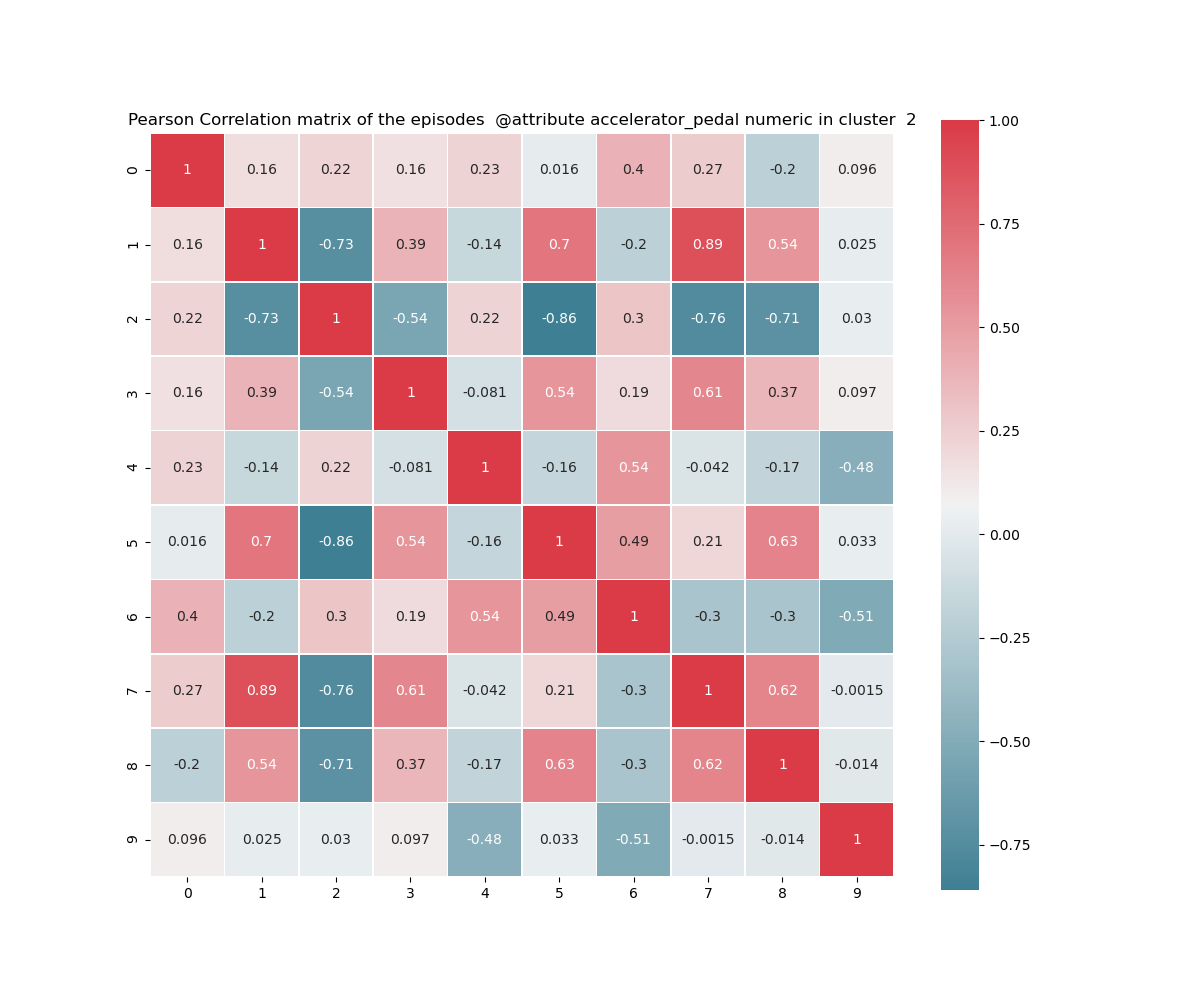 Pearson Correlation matrix of the episodes  @attribute accelerator_pedal numeric in cluster  2
0 1 0.16 0.22 0.16 0.23 0.016 0.4 0.27 -0.2 0.096
1 0.16 1 -0.73 0.39 -0.14 0.7 -0.2 0.89 0.54 0.025
2 0.22 -0.73 1 -0.54 0.22 -0.86 0.3 -0.76 -0.71 0.03
3 0.16 0.39 -0.54 1 -0.081 0.54 0.19 0.61 0.37 0.097
4 0.23 -0.14 0.22 -0.081 1 -0.16 0.54 -0.042 -0.17 -0.48
5 0.016 0.7 -0.86 0.54 -0.16 1 0.49 0.21 0.63 0.033
6 0.4 -0.2 0.3 0.19 0.54 0.49 1 -0.3 -0.3 -0.51
7 0.27 0.89 -0.76 0.61 -0.042 0.21 -0.3 1 0.62 -0.0015
8 -0.2 0.54 -0.71 0.37 -0.17 0.63 -0.3 0.62 1 -0.014
9 0.096 0.025 0.03 0.097 -0.48 0.033 -0.51 -0.0015 -0.014 1
0 1 2 3 4 5 6 7 8 9
1.00
0.75
0.50
0.25
0.00
−0.25
−0.50
−0.75